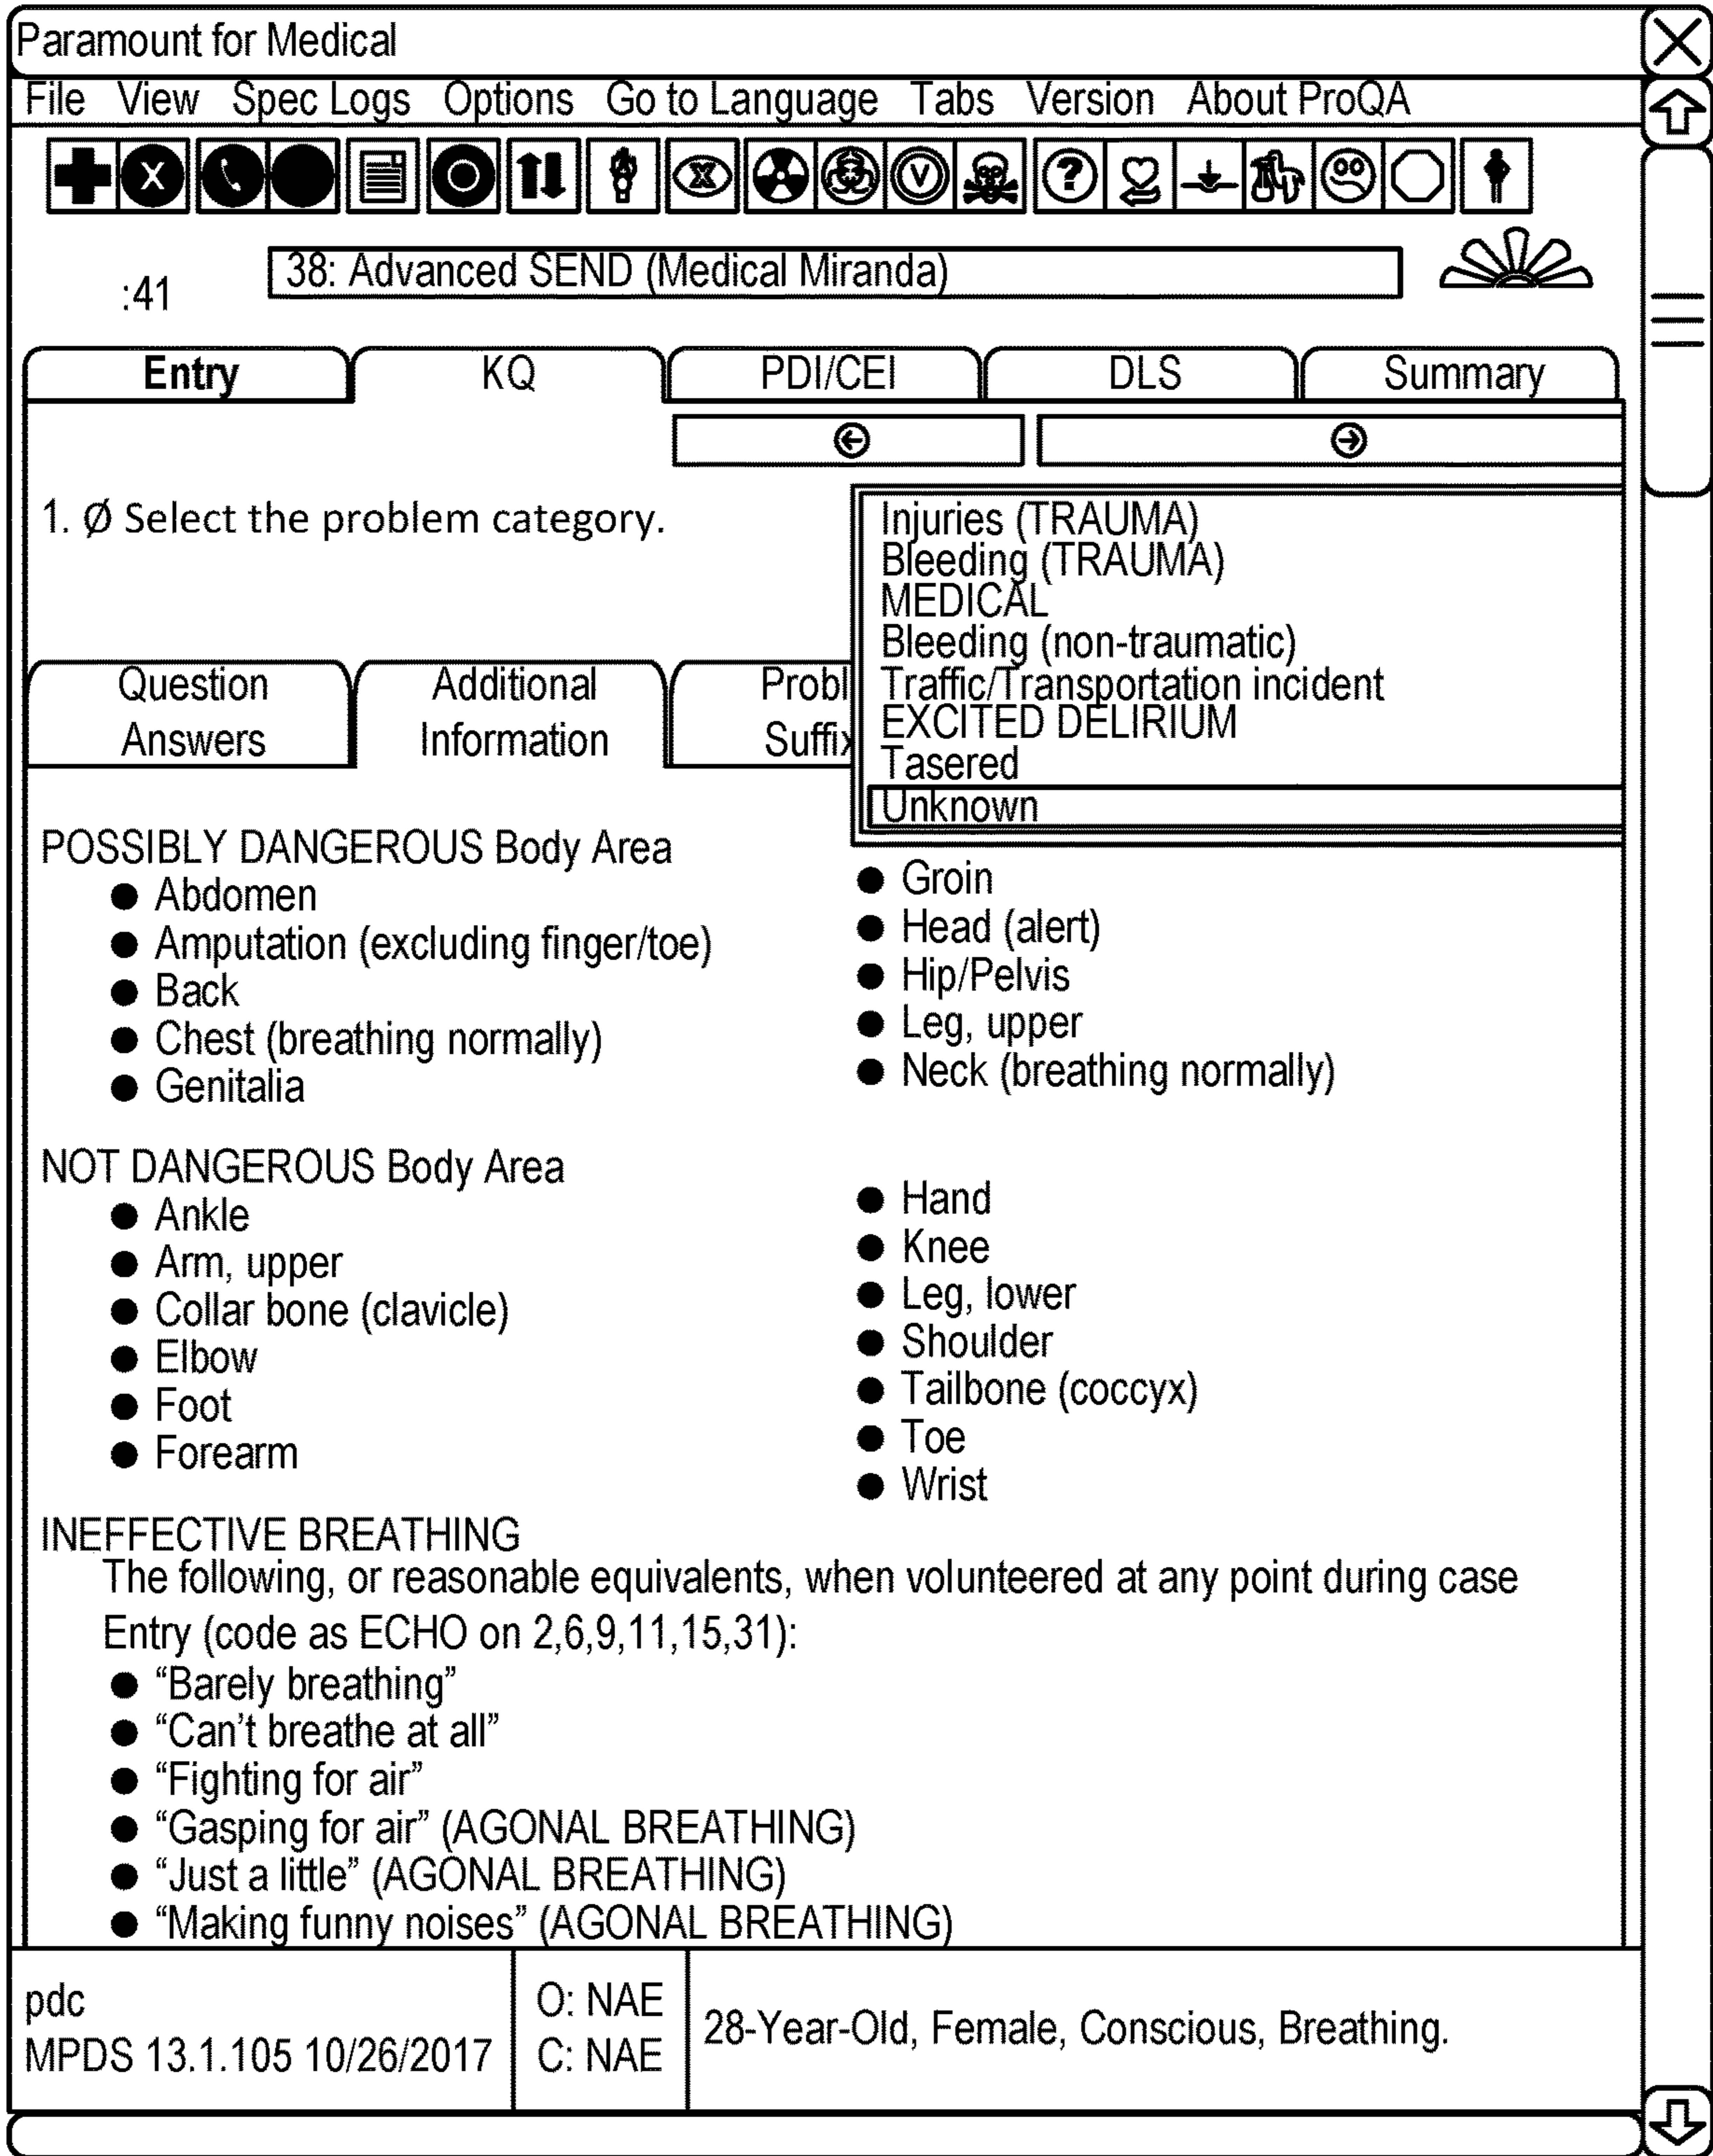 Paramount for Medical
File View Spec Logs Options Go to Language Tabs Version About ProQA
X V ?
:41
38: Advanced SEND (Medical Miranda)
Entry KQ PDI/CEI DLS Summary
1. Ø Select the problem category.
Injuries (TRAUMA)
Bleeding (TRAUMA)
MEDICAL
Bleeding (non-traumatic)
Traffic/Transportation incident
EXCITED DELIRIUM
Tasered
Unknown
Question Answers
Additional Information
Probl
Suffix
POSSIBLY DANGEROUS Body Area
● Abdomen
● Amputation (excluding finger/toe)
● Back
● Chest (breathing normally)
● Genitalia
● Groin
● Head (alert)
● Hip/Pelvis
● Leg, upper
● Neck (breathing normally)
NOT DANGEROUS Body Area
● Ankle
● Arm, upper
● Collar bone (clavicle)
● Elbow
● Foot
● Forearm
● Hand
● Knee
● Leg, lower
● Shoulder
● Tailbone (coccyx)
● Toe
● Wrist
INEFFECTIVE BREATHING
The following, or reasonable equivalents, when volunteered at any point during case
Entry (code as ECHO on 2,6,9,11,15,31):
● “Barely breathing”
● “Can't breathe at all”
● “Fighting for air”
● “Gasping for air” (AGONAL BREATHING)
● “Just a little” (AGONAL BREATHING)
● “Making funny noises” (AGONAL BREATHING)
pdc
MPDS 13.1.105 10/26/2017
O: NAE
C: NAE
28-Year-Old, Female, Conscious, Breathing.